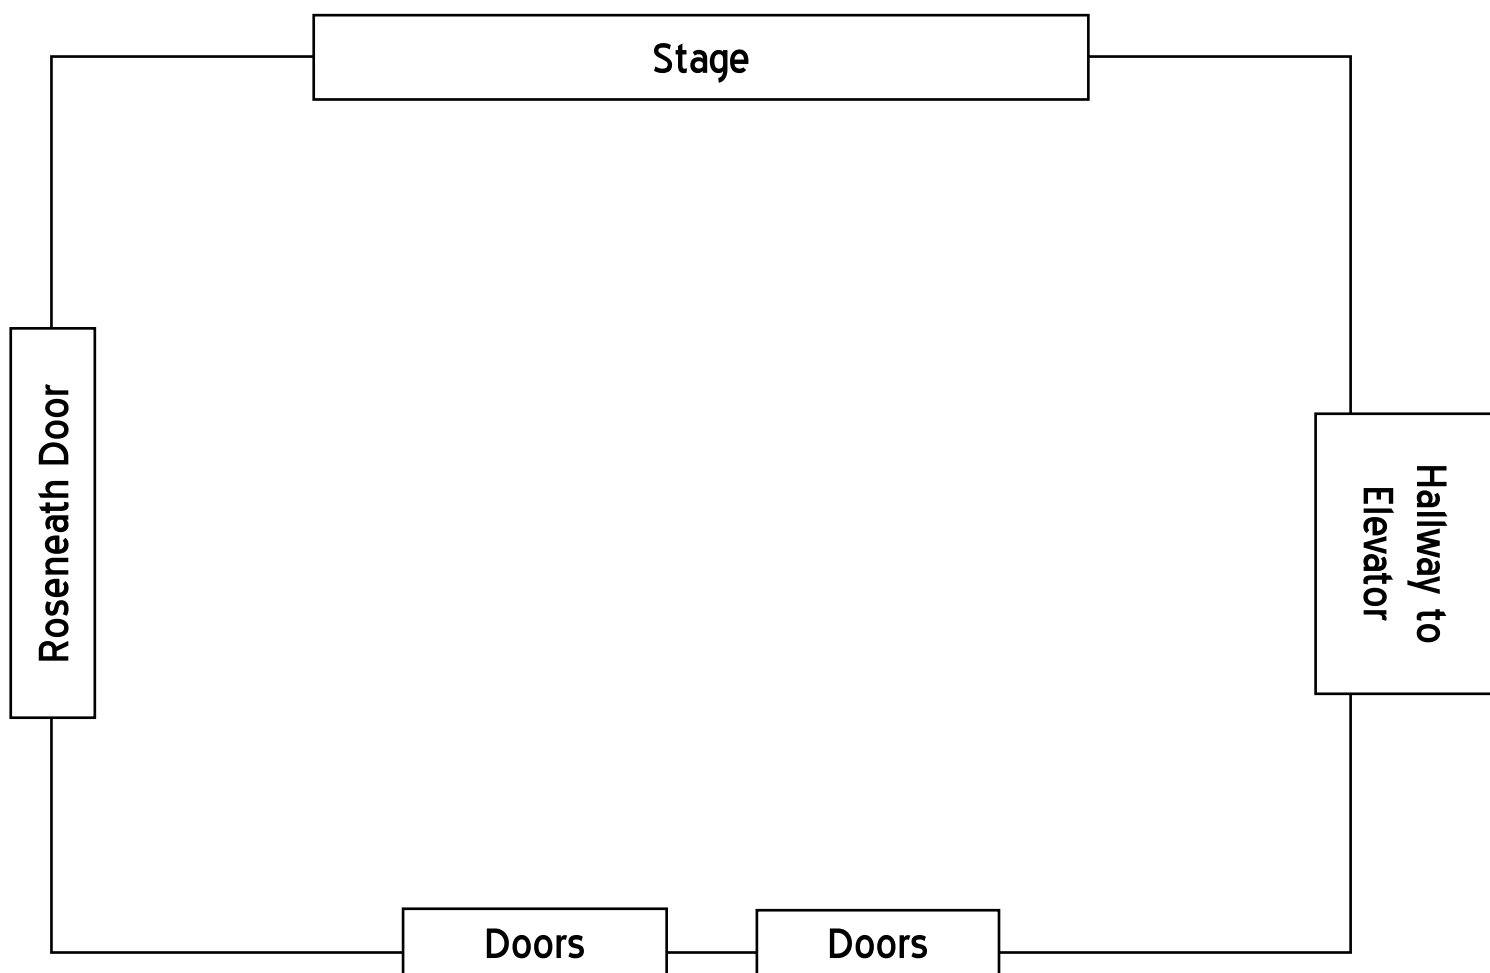 Stage
Roseneath Door
Hallway to
Elevator
Doors
Doors